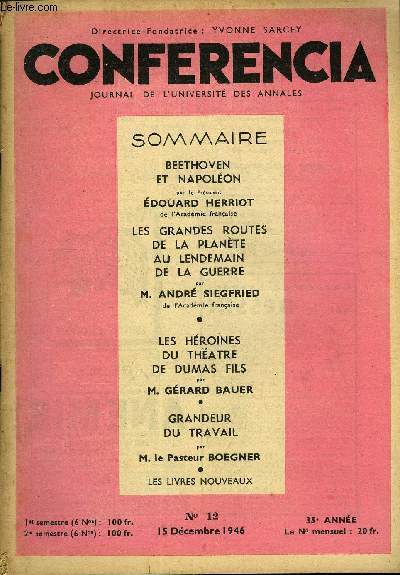 www.le-livre.com
Directrice-Fondatrice : YVONNE SARCEY
CONFERENCIA
JOURNAL DE L'UNIVERSITÉ DES ANNALES
SOMMAIRE
BEETHOVEN
ET NAPOLÉON
par le Président
ÉDOUARD HERRIOT
de l'Académie française
LES GRANDES ROUTES
DE LA PLANÈTE
AU LENDEMAIN
DE LA GUERRE
par
M. ANDRÉ SIEGFRIED
de l'Académie française
LES HÉROÏNES
DU THÉATRE
DE DUMAS FILS
par
M. GÉRARD BAUER
GRANDEUR
DU TRAVAIL
par
M. le Pasteur BOEGNER
LES LIVRES NOUVEAUX
1er semestre (6 Nos) : 100 fr.
2e semestre (6 Nos) : 100 fr.
No 12
15 Décembre 1946
35e ANNÉE
Le No mensuel : 20 fr.